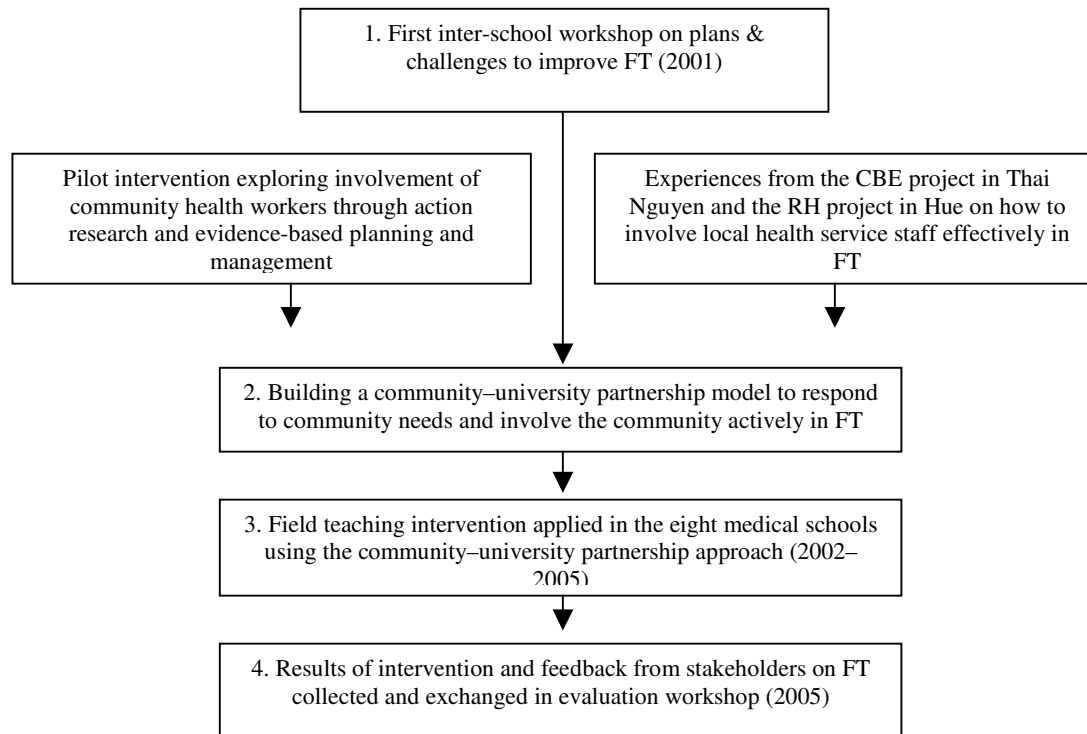 1. First inter-school workshop on plans &
challenges to improve FT (2001)
Pilot intervention exploring involvement of
community health workers through action
research and evidence-based planning and
management
Experiences from the CBE project in Thai
Nguyen and the RH project in Hue on how to
involve local health service staff effectively in
FT
2. Building a community–university partnership model to respond
to community needs and involve the community actively in FT
3. Field teaching intervention applied in the eight medical schools
using the community–university partnership approach (2002–
2005)
4. Results of intervention and feedback from stakeholders on FT
collected and exchanged in evaluation workshop (2005)